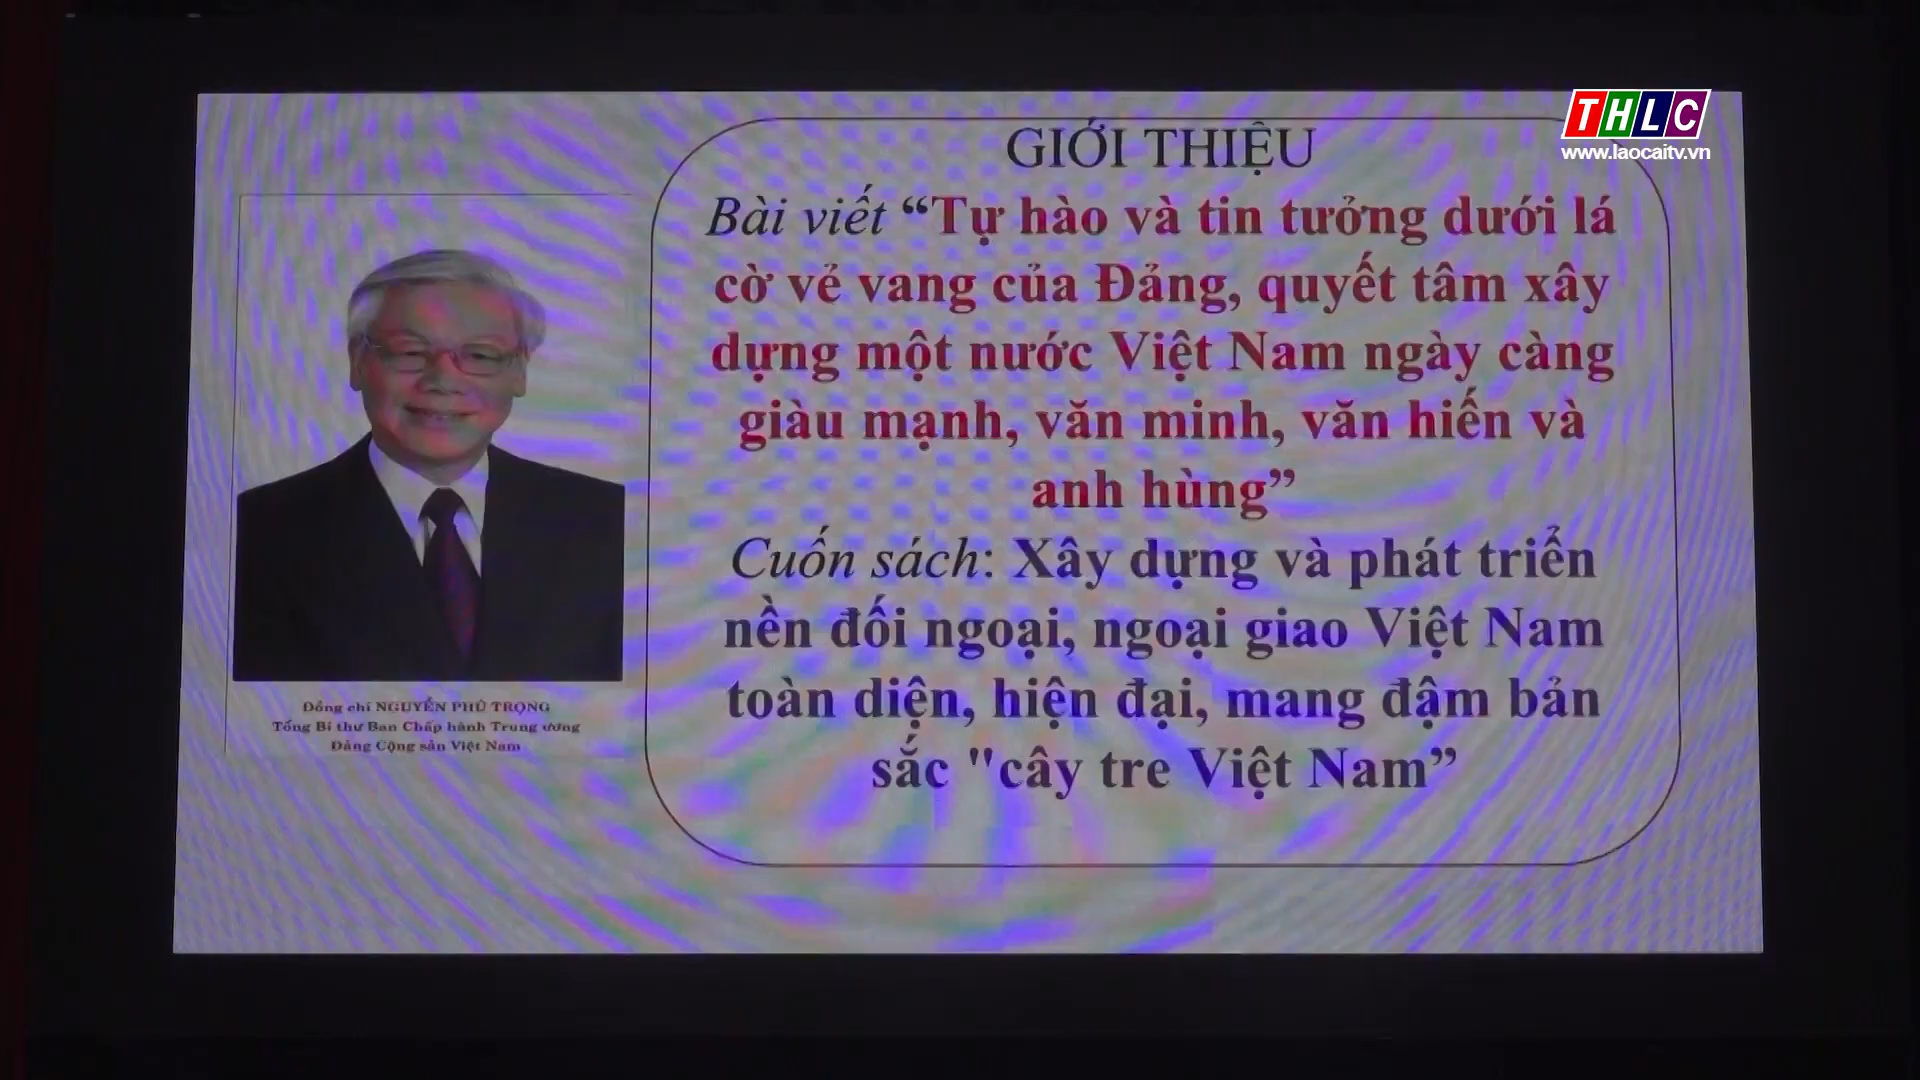 THLC
www.laocaitv.vn
GIỚI THIỆU
Bài viết “Tự hào và tin tưởng dưới lá
cờ vẻ vang của Đảng, quyết tâm xây
dựng một nước Việt Nam ngày càng
giàu mạnh, văn minh, văn hiến và
anh hùng”
Cuốn sách: Xây dựng và phát triển
nền đối ngoại, ngoại giao Việt Nam
toàn diện, hiện đại, mang đậm bản
sắc "cây tre Việt Nam”
Đồng chí NGUYỄN PHÚ TRỌNG
Tổng Bí thư Ban Chấp hành Trung ương
Đảng Cộng sản Việt Nam